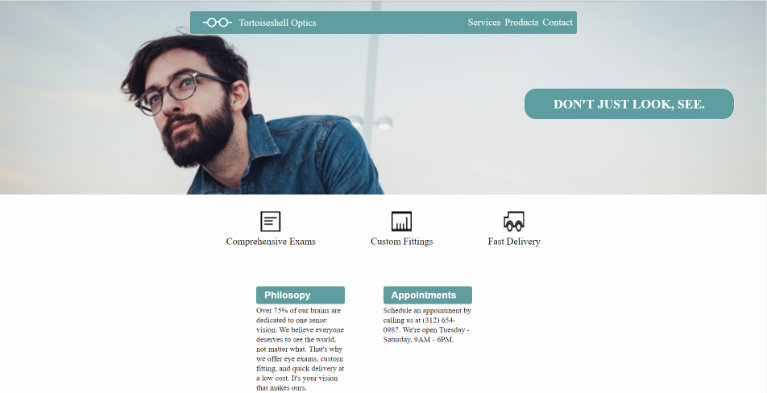 Tortoiseshell Optics
Services Products Contact
DON'T JUST LOOK, SEE.
Comprehensive Exams
Custom Fittings
Fast Delivery
Philosopy
Over 75% of our brains are
dedicated to one sense:
vision. We believe everyone
deserves to see the world,
not matter what. That's why
we offer eye exams, custom
fitting, and quick delivery at
a low cost. It's your vision
that makes ours.
Appointments
Schedule an appointment by
calling us at (312) 654-
0987. We're open Tuesday -
Saturday, 9AM - 6PM.